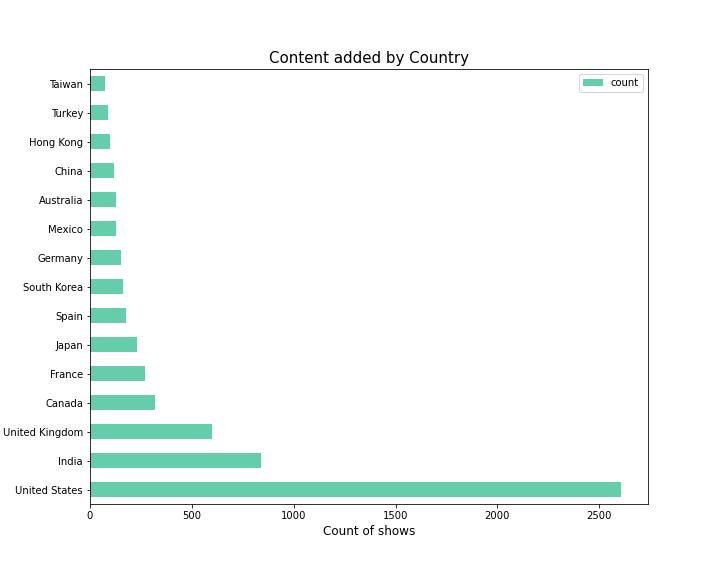 Content added by Country
count
Taiwan
Turkey
Hong Kong
China
Australia
Mexico
Germany
South Korea
Spain
Japan
France
Canada
United Kingdom
India
United States
0 500 1000 1500 2000 2500
Count of shows